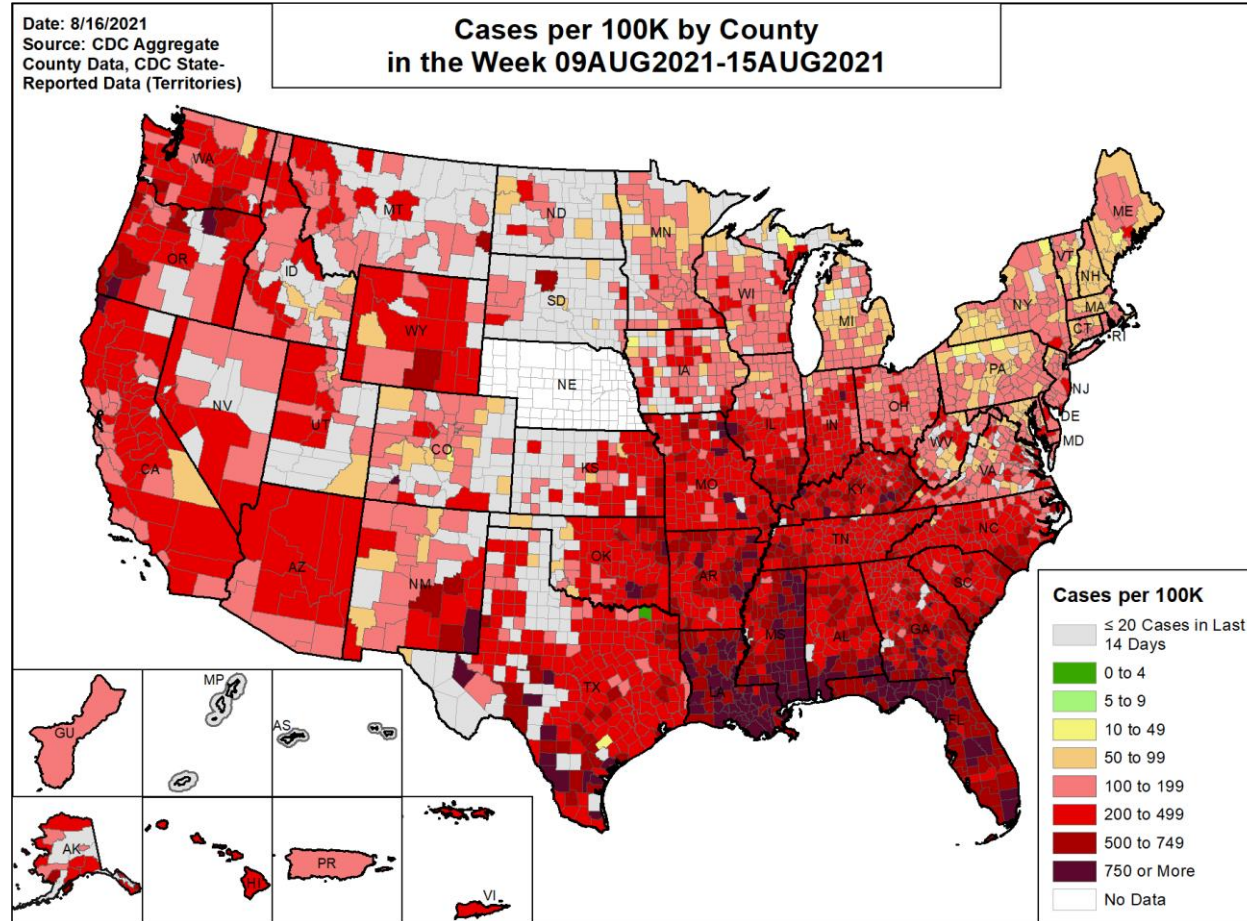 Date: 8/16/2021
Source: CDC Aggregate
County Data, CDC State-
Reported Data (Territories)
Cases per 100K by County
in the Week 09AUG2021-15AUG2021
WA
MT
ND
MN
ME
OR
ID
SD
WI
MI
VT
NH
NY
MA
CT
RI
WY
NE
IA
PA
NJ
NV
UT
CO
IL
IN
OH
DE
MD
CA
KS
MO
WV
VA
KY
AZ
NM
OK
AR
TN
NC
SC
MS
AL
GA
TX
LA
FL
GU
MP
AS
AK
HI
PR
VI
Cases per 100K
≤ 20 Cases in Last
14 Days
0 to 4
5 to 9
10 to 49
50 to 99
100 to 199
200 to 499
500 to 749
750 or More
No Data